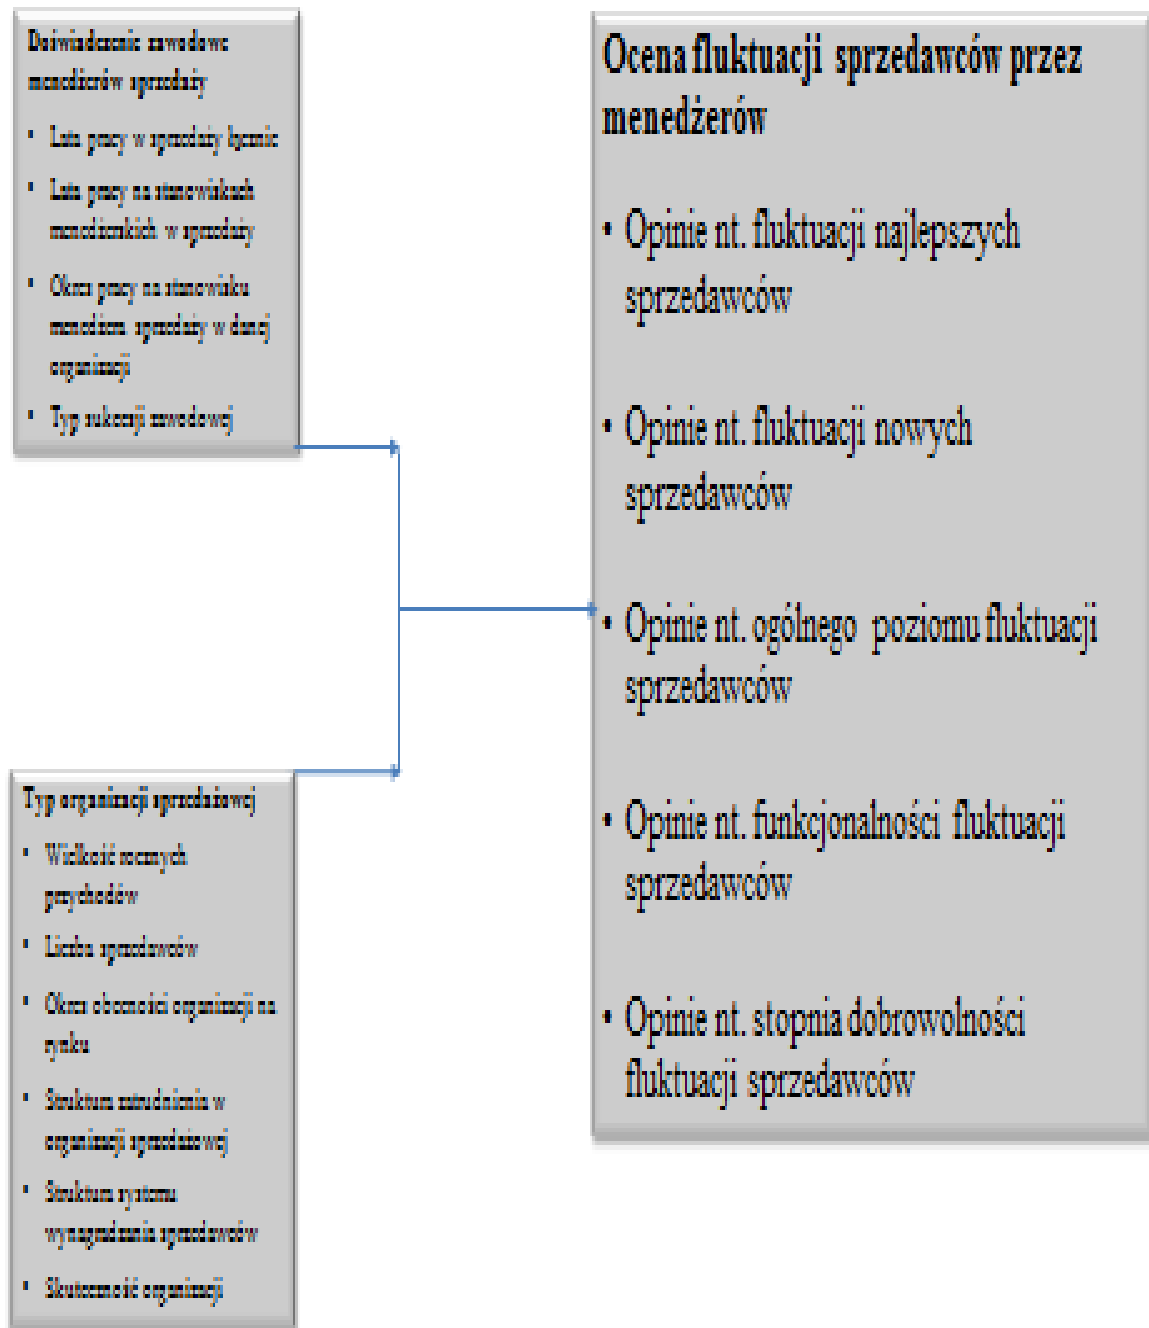 Doświadczenie zawodowe
menedżerów sprzedaży
• Lata pracy w sprzedaży łącznie
• Lata pracy na stanowiskach
menedżerskich w sprzedaży
• Okres pracy na stanowisku
menedżera sprzedaży w danej
organizacji
• Typ sukcesji zawodowej
Typ organizacji sprzedażowej
• Wielkość rocznych
przychodów
• Liczba sprzedawców
• Okres obecności organizacji na
rynku
• Struktura zatrudnienia w
organizacji sprzedażowej
• Struktura systemu
wynagradzania sprzedawców
• Skuteczność organizacji
Ocena fluktuacji sprzedawców przez
menedżerów
• Opinie nt. fluktuacji najlepszych
sprzedawców
• Opinie nt. fluktuacji nowych
sprzedawców
• Opinie nt. ogólnego poziomu fluktuacji
sprzedawców
• Opinie nt. funkcjonalności fluktuacji
sprzedawców
• Opinie nt. stopnia dobrowolności
fluktuacji sprzedawców